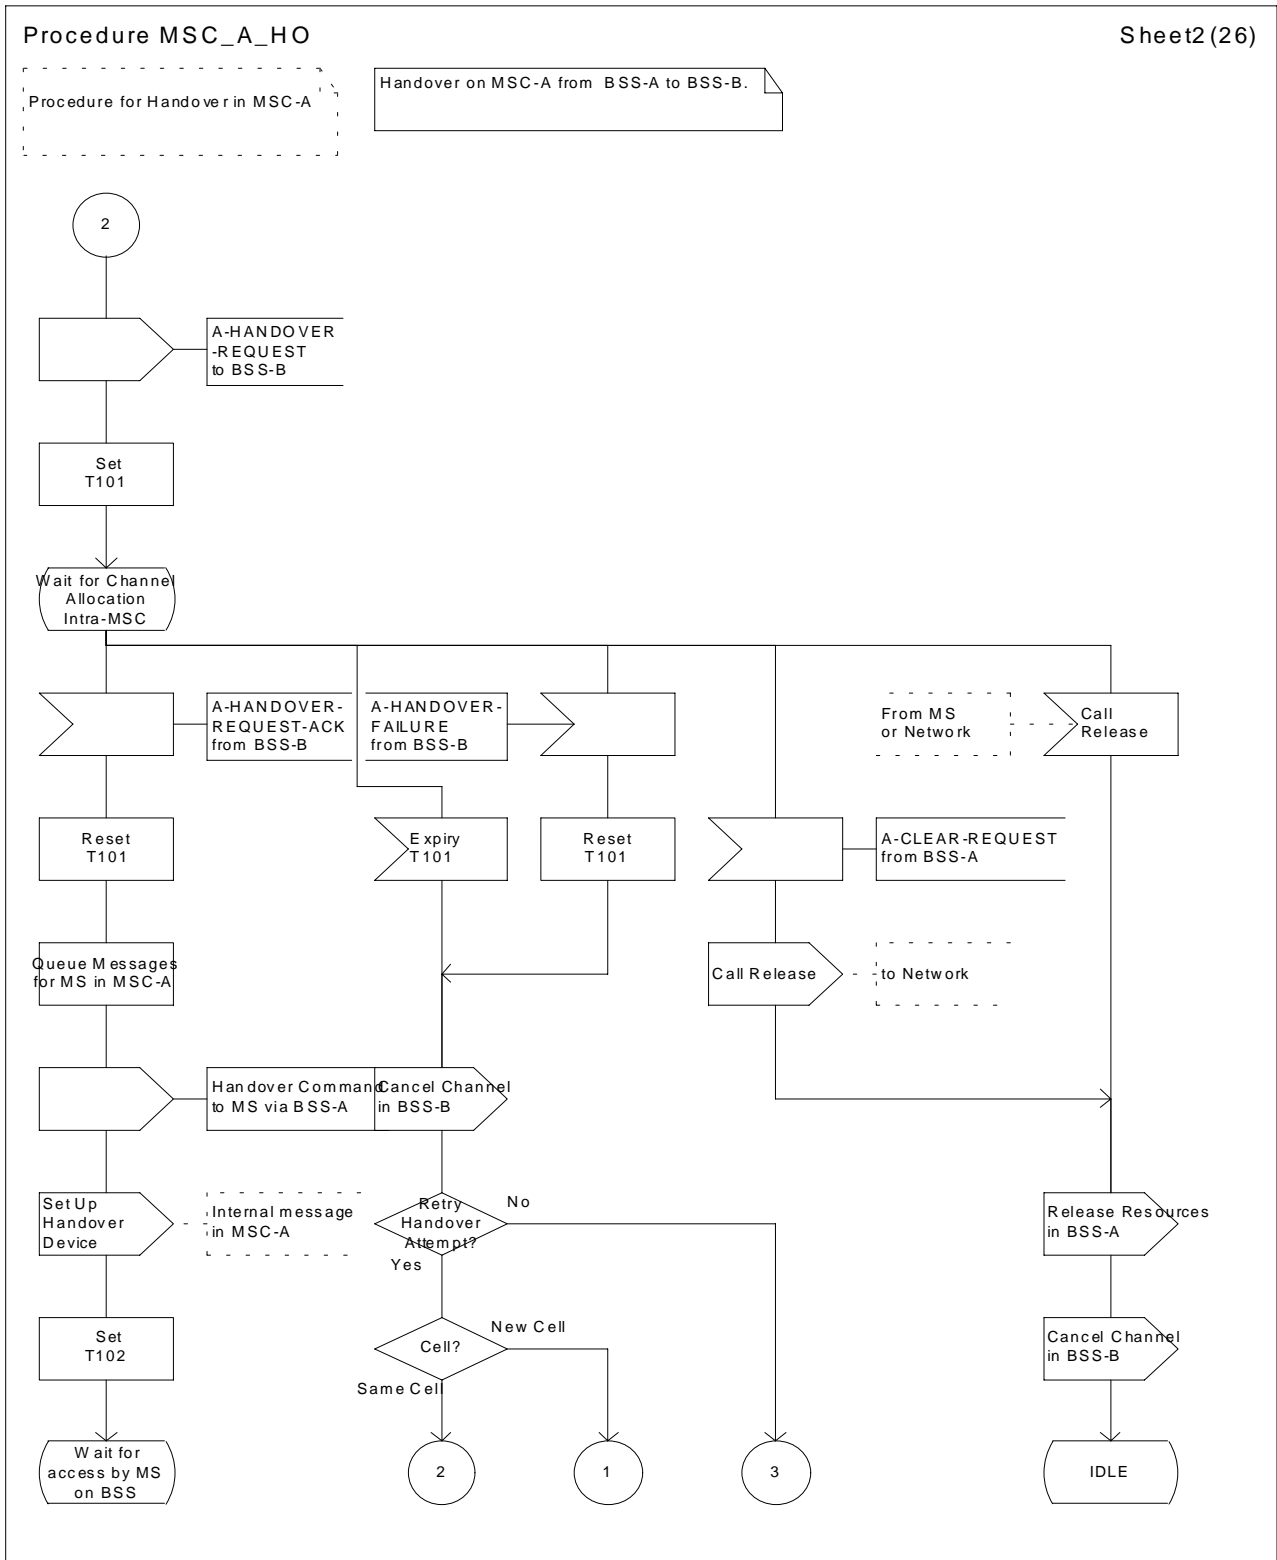 Procedure MSC_A_HO
Sheet2(26)
Procedure for Handover in MSC-A
Handover on MSC-A from BSS-A to BSS-B.
2
A-HANDOVER
-REQUEST
to BSS-B
Set
T101
Wait for Channel
Allocation
Intra-MSC
A-HANDOVER-
REQUEST-ACK
from BSS-B
A-HANDOVER-
FAILURE
from BSS-B
From MS
or Network
Call
Release
Reset
T101
Expiry
T101
Reset
T101
A-CLEAR-REQUEST
from BSS-A
Queue Messages
for MS in MSC-A
Call Release
to Network
Handover Command
to MS via BSS-A
Cancel Channel
in BSS-B
Set Up
Handover
Device
Internal message
in MSC-A
Retry
Handover
Attempt?
No
Yes
Release Resources
in BSS-A
Set
T102
Cell?
New Cell
Same Cell
Cancel Channel
in BSS-B
Wait for
access by MS
on BSS
2
1
3
IDLE